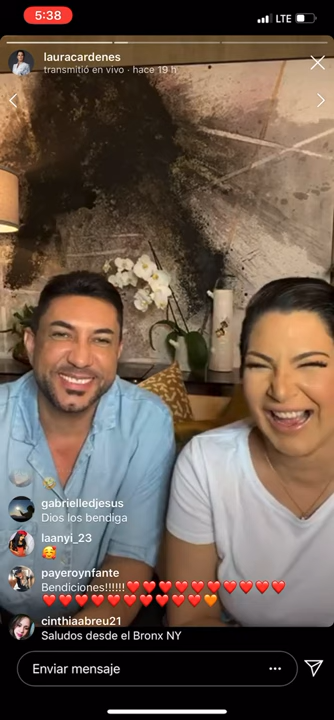 5:38
LTE
lauracardenes
transmitió en vivo · hace 19 h
gabrielledjesus
Dios los bendiga
laanyi_23
🥰
payeroynfante
Bendiciones!!!!!!❤️❤️❤️❤️❤️❤️❤️❤️❤️❤️
❤️❤️❤️❤️❤️❤️❤️❤️❤️❤️🧡
cinthiaabreu21
Saludos desde el Bronx NY
Enviar mensaje